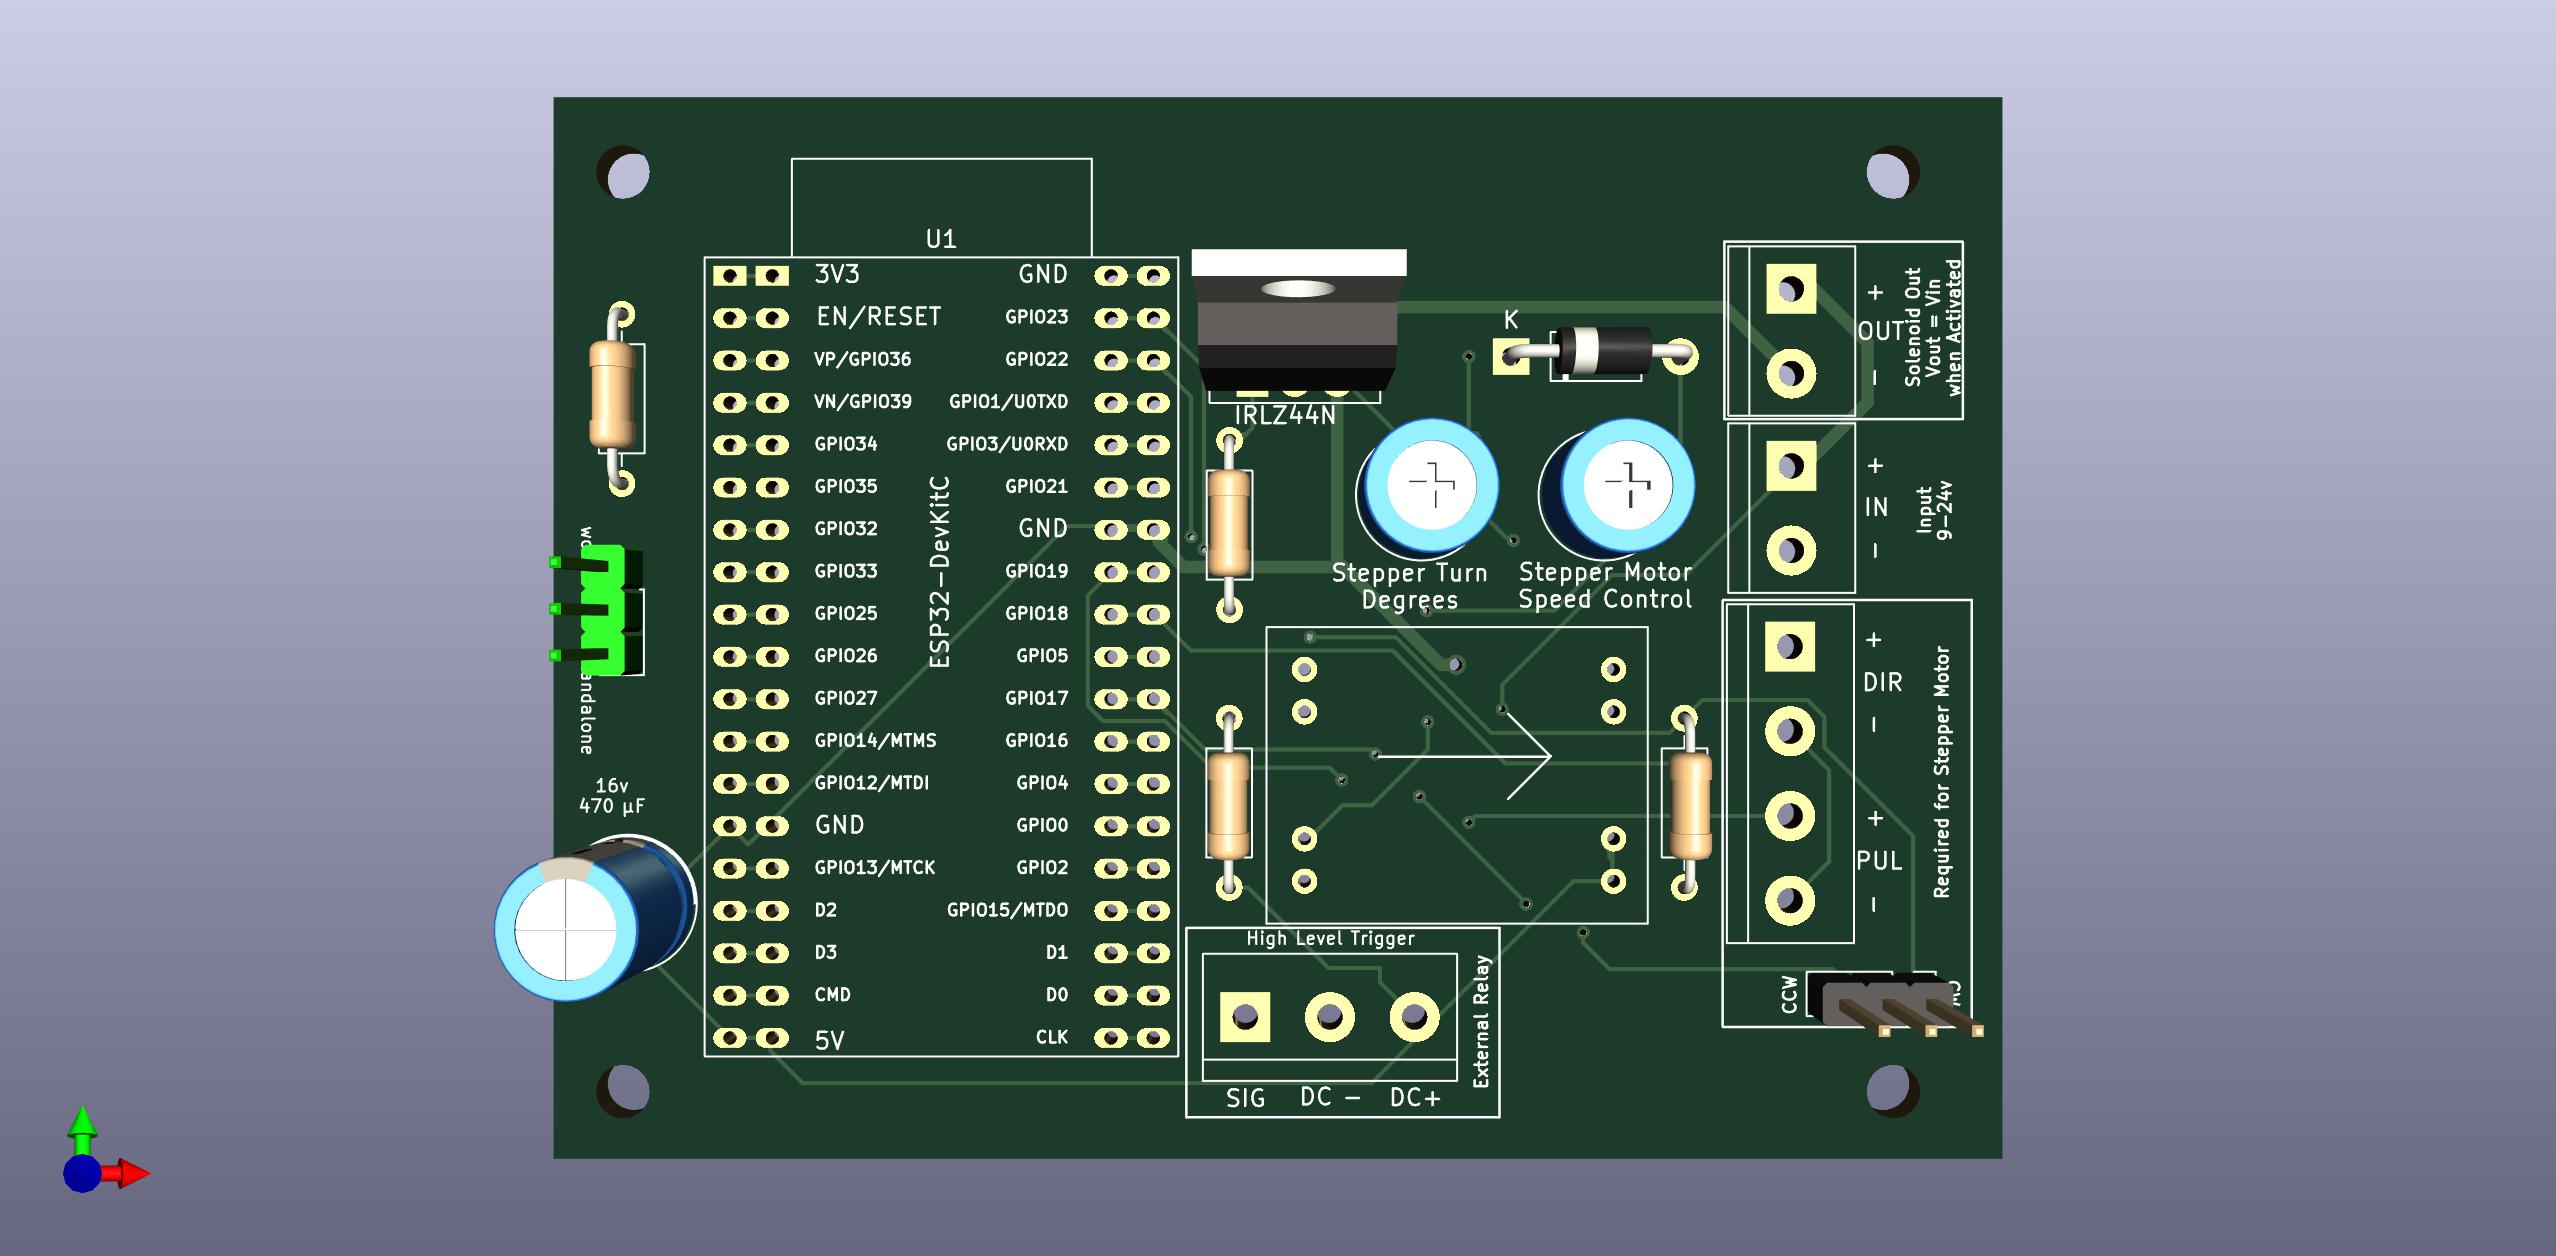 U1
3V3
EN/RESET
VP/GPIO36
VN/GPIO39
GPIO34
GPIO35
GPIO32
GPIO33
GPIO25
GPIO26
GPIO27
GPIO14/MTMS
GPIO12/MTDI
GND
GPIO13/MTCK
D2
D3
CMD
5V
ESP32-DevKitC
GND
GPIO23
GPIO22
GPIO1/U0TXD
GPIO3/U0RXD
GPIO21
GND
GPIO19
GPIO18
GPIO5
GPIO17
GPIO16
GPIO4
GPIO0
GPIO2
GPIO15/MTDO
D1
D0
CLK
16v
470 µF
IRLZ44N
K
Stepper Turn
Degrees
Stepper Motor
Speed Control
+
OUT
-
Solenoid Out
Vout = Vin
when Activated
+
IN
-
Input
9-24v
+
DIR
-
+
PUL
-
Required for Stepper Motor
CCW
High Level Trigger
External Relay
SIG
DC -
DC+